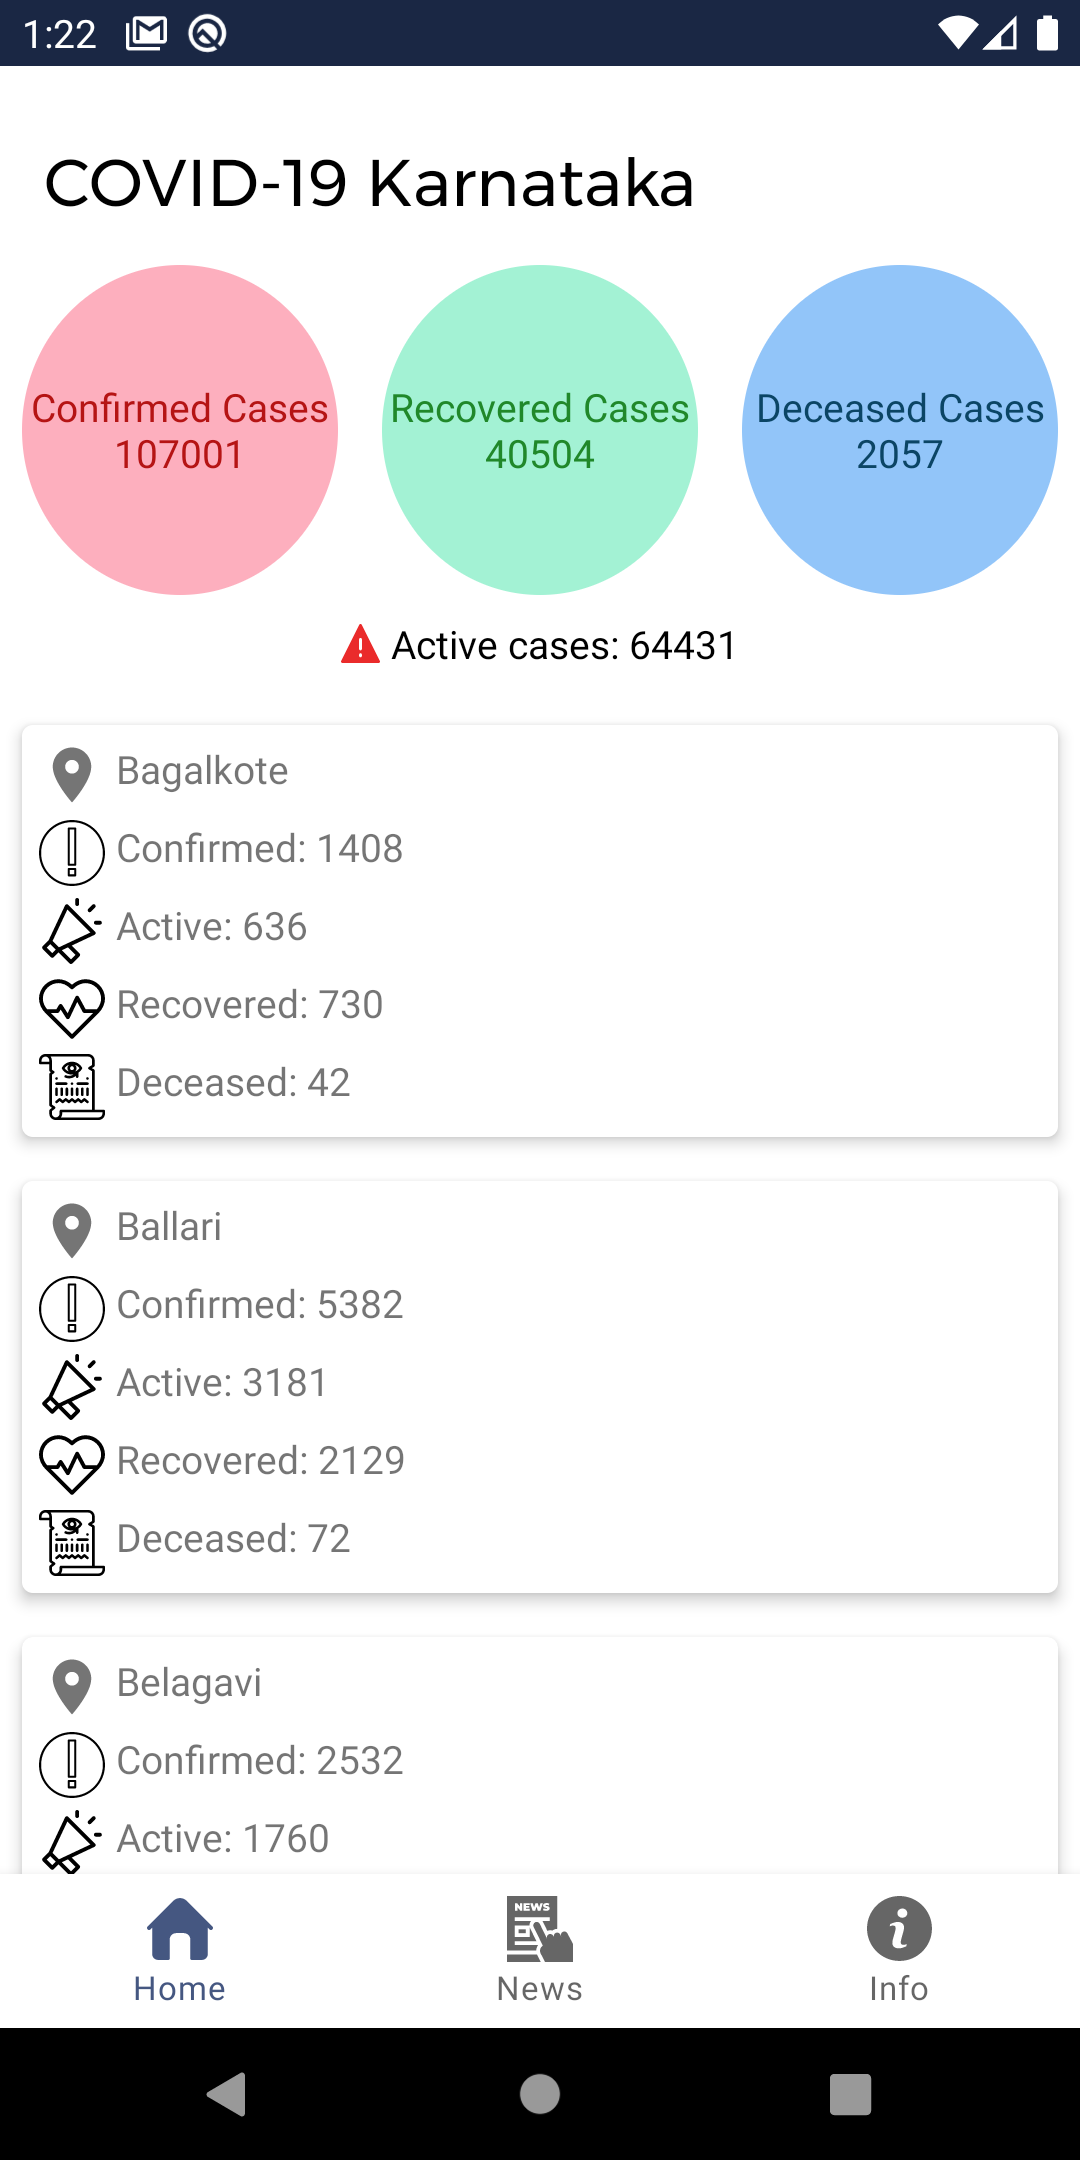 1:22
COVID-19 Karnataka
Confirmed Cases
107001
Recovered Cases
40504
Deceased Cases
2057
Active cases: 64431
Bagalkote
Confirmed: 1408
Active: 636
Recovered: 730
Deceased: 42
Ballari
Confirmed: 5382
Active: 3181
Recovered: 2129
Deceased: 72
Belagavi
Confirmed: 2532
Active: 1760
NEWS
Home
News
Info